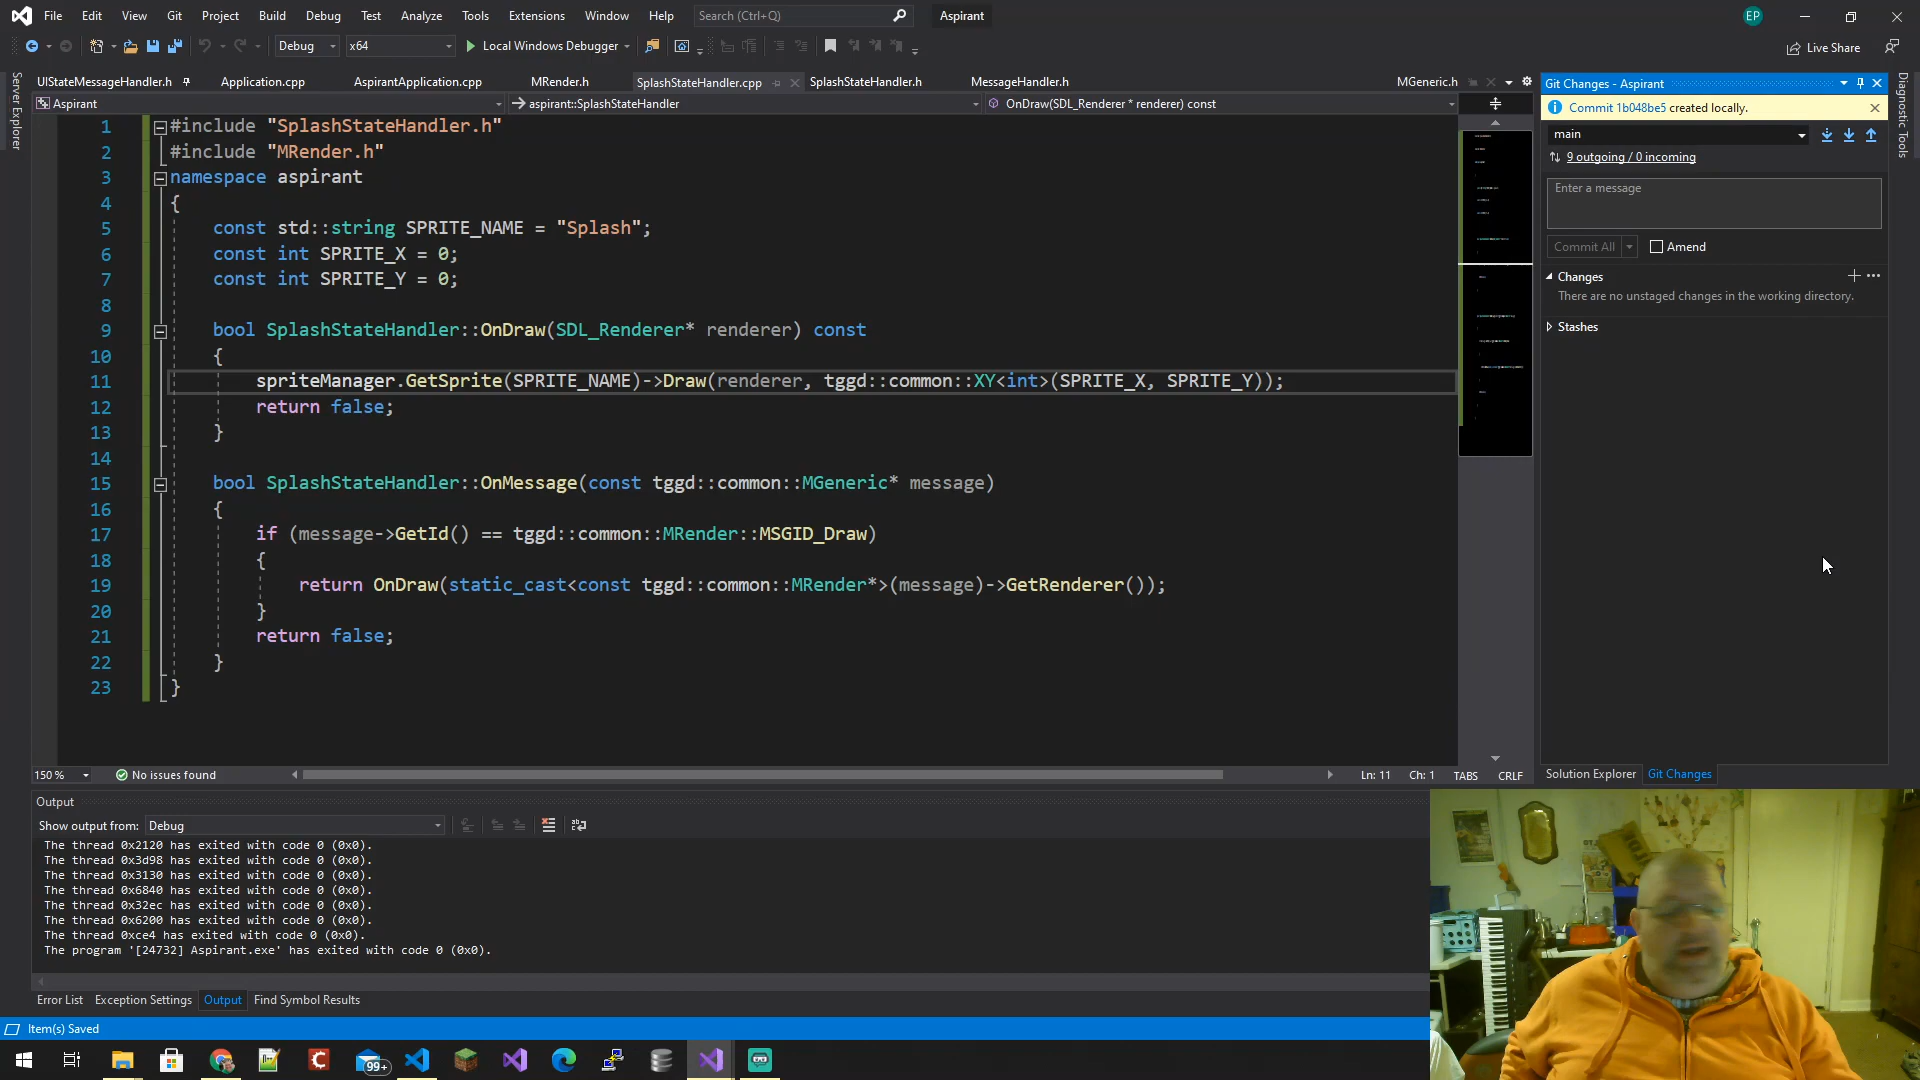 File Edit View Git Project Build Debug Test Analyze Tools Extensions Window Help Search (Ctrl+Q) Aspirant EP
Debug x64 Local Windows Debugger Live Share
UIStateMessageHandler.h Application.cpp AspirantApplication.cpp MRender.h SplashStateHandler.cpp SplashStateHandler.h MessageHandler.h MGeneric.h
Aspirant aspirant::SplashStateHandler OnDraw(SDL_Renderer * renderer) const
Server Explorer
1 #include "SplashStateHandler.h"
2 #include "MRender.h"
3 namespace aspirant
4 {
5 const std::string SPRITE_NAME = "Splash";
6 const int SPRITE_X = 0;
7 const int SPRITE_Y = 0;
8
9 bool SplashStateHandler::OnDraw(SDL_Renderer* renderer) const
10 {
11 spriteManager.GetSprite(SPRITE_NAME)->Draw(renderer, tggd::common::XY<int>(SPRITE_X, SPRITE_Y));
12 return false;
13 }
14
15 bool SplashStateHandler::OnMessage(const tggd::common::MGeneric* message)
16 {
17 if (message->GetId() == tggd::common::MRender::MSGID_Draw)
18 {
19 return OnDraw(static_cast<const tggd::common::MRender*>(message)->GetRenderer());
20 }
21 return false;
22 }
23 }
150 % No issues found Ln: 11 Ch: 1 TABS CRLF
Git Changes - Aspirant
Commit 1b048be5 created locally.
main
9 outgoing / 0 incoming
Enter a message
Commit All Amend
Changes
There are no unstaged changes in the working directory.
Stashes
Solution Explorer Git Changes
Diagnostic Tools
Output
Show output from: Debug
The thread 0x2120 has exited with code 0 (0x0).
The thread 0x3d98 has exited with code 0 (0x0).
The thread 0x3130 has exited with code 0 (0x0).
The thread 0x6840 has exited with code 0 (0x0).
The thread 0x32ec has exited with code 0 (0x0).
The thread 0x6200 has exited with code 0 (0x0).
The thread 0xce4 has exited with code 0 (0x0).
The program '[24732] Aspirant.exe' has exited with code 0 (0x0).
Error List Exception Settings Output Find Symbol Results
Item(s) Saved
99+